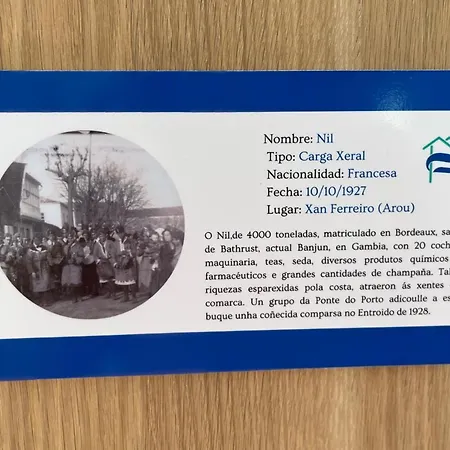 Nombre: Nil
Tipo: Carga Xeral
Nacionalidad: Francesa
Fecha: 10/10/1927
Lugar: Xan Ferreiro (Arou)
O Nil,de 4000 toneladas, matriculado en Bordeaux,
de Bathrust, actual Banjun, en Gambia, con 20
maquinaria, teas, seda, diversos produtos químicos
farmacéuticos e grandes cantidades de champaña.
riquezas esparexidas pola costa, atraeron ás xentes
comarca. Un grupo da Ponte do Porto adicoulle a
buque unha coñecida comparsa no Entroido de 1928.